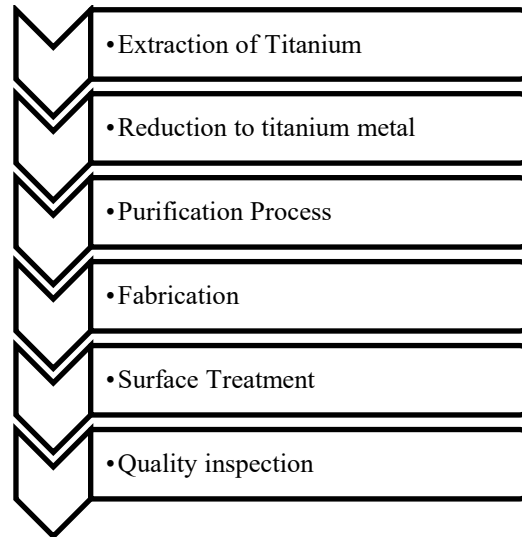 •Extraction of Titanium
•Reduction to titanium metal
•Purification Process
•Fabrication
•Surface Treatment
•Quality inspection